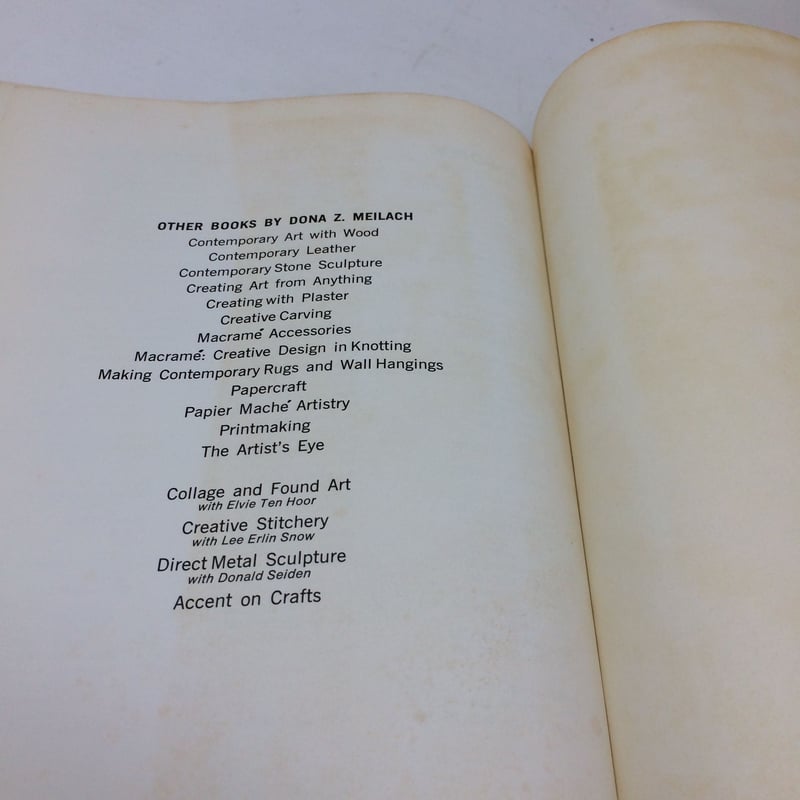 OTHER BOOKS BY DONA Z. MEILACH
Contemporary Art with Wood
Contemporary Leather
Contemporary Stone Sculpture
Creating Art from Anything
Creating with Plaster
Creative Carving
Macramé Accessories
Macramé: Creative Design in Knotting
Making Contemporary Rugs and Wall Hangings
Papercraft
Papier Maché Artistry
Printmaking
The Artist's Eye
Collage and Found Art
with Elvie Ten Hoor
Creative Stitchery
with Lee Erlin Snow
Direct Metal Sculpture
with Donald Seiden
Accent on Crafts